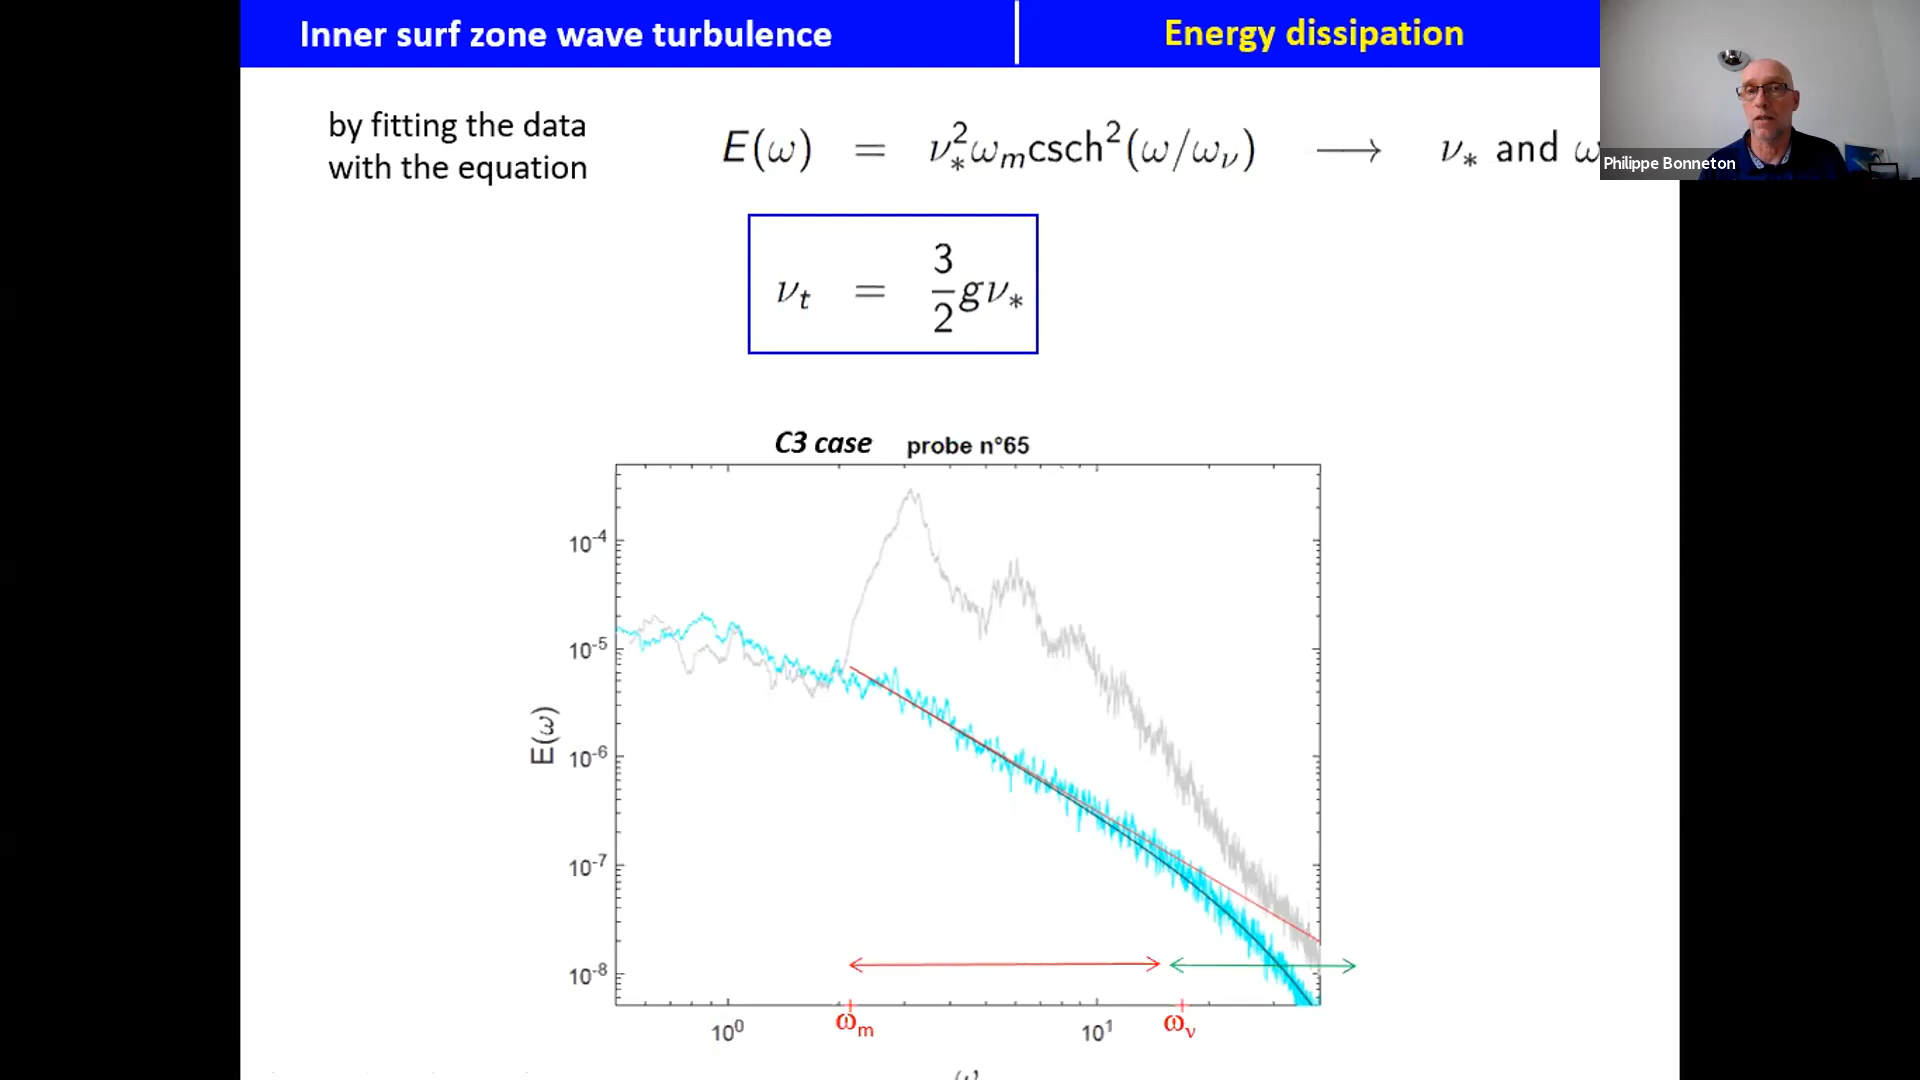 Inner surf zone wave turbulence
Energy dissipation
by fitting the data
with the equation
E(ω) = ν*²ωₘcsch²(ω/ων) ⟶ ν* and ω
Philippe Bonneton
νₜ = 3/2 gν*
C3 case probe n°65
10⁻⁴
10⁻⁵
10⁻⁶
10⁻⁷
10⁻⁸
E(ω)
10⁰ ωₘ 10¹ ων
ω